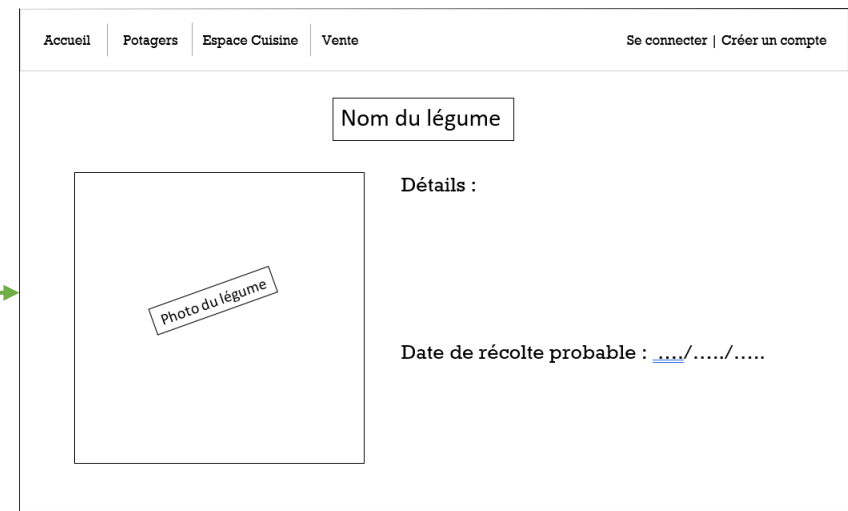 Accueil Potagers Espace Cuisine Vente Se connecter | Créer un compte
Nom du légume
Détails :
Photo du légume
Date de récolte probable : ..../...../.....